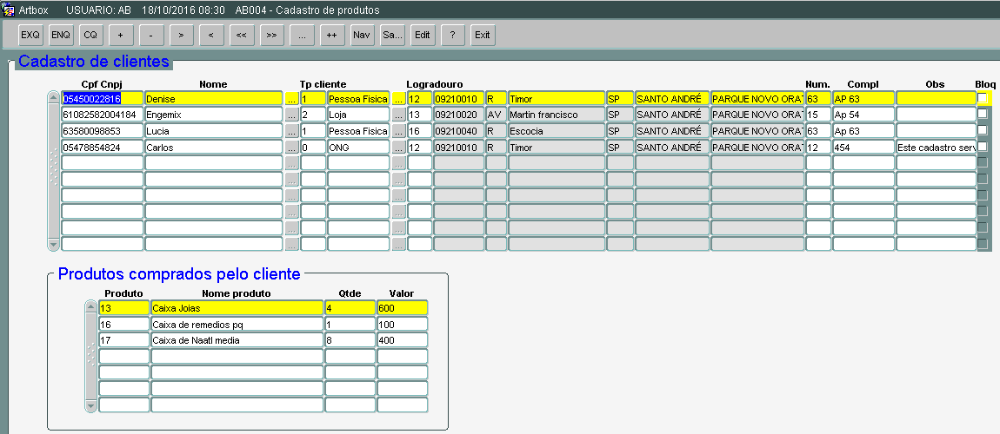 Artbox USUARIO: AB 18/10/2016 08:30 AB004 - Cadastro de produtos
EXQ ENQ CQ + - > < << >> ... ++ Nav Sa... Edit ? Exit
Cadastro de clientes
Cpf Cnpj Nome Tp cliente Logradouro Num. Compl Obs Bloq
05450022816 Denise ... 1 Pessoa Fisica ... 12 09210010 R Timor SP SANTO ANDRÉ PARQUE NOVO ORA 63 AP 63
61082582004184 Engemix ... 2 Loja ... 13 09210020 AV Martin francisco SP SANTO ANDRÉ PARQUE NOVO ORA 15 Ap 54
63580098853 Lucia ... 1 Pessoa Fisica ... 16 09210040 R Escocia SP SANTO ANDRÉ PARQUE NOVO ORA 63 Ap 63
05478854824 Carlos ... 0 ONG ... 12 09210010 R Timor SP SANTO ANDRÉ PARQUE NOVO ORA 12 454 Este cadastro serv
... ...
... ...
... ...
... ...
... ...
... ...
Produtos comprados pelo cliente
Produto Nome produto Qtde Valor
13 Caixa Joias 4 600
16 Caixa de remedios pq 1 100
17 Caixa de Naatl media 8 400